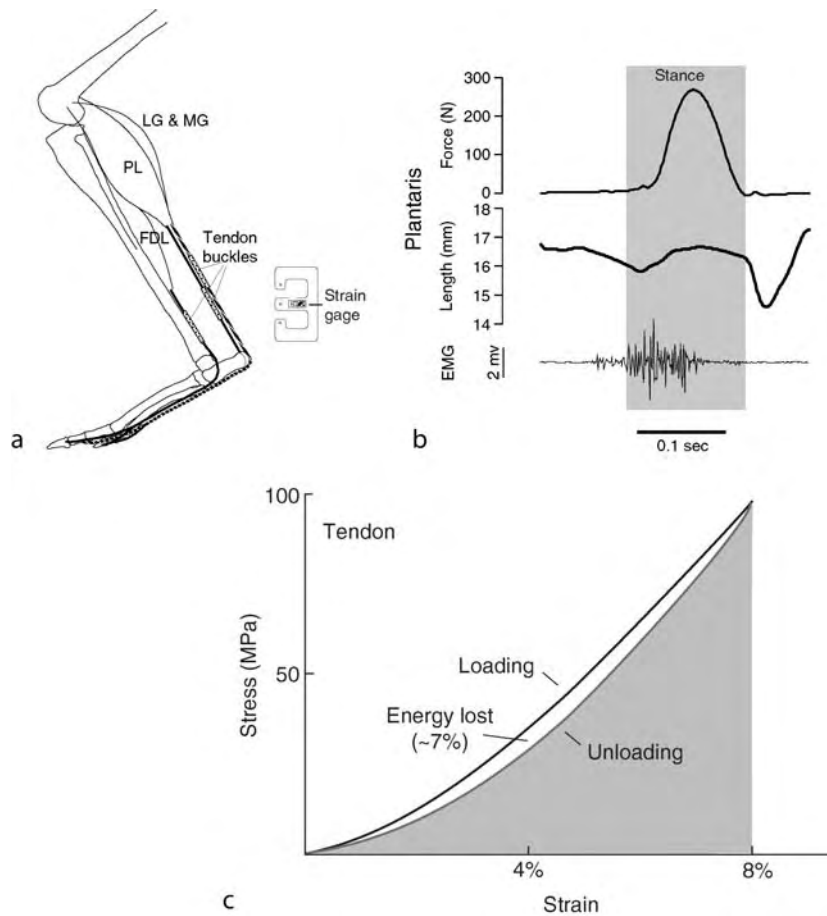 LG & MG
PL
FDL
Tendon
buckles
Strain
gage
a
Plantaris
Stance
Force (N)
300
200
100
0
Length (mm)
18
17
16
15
14
EMG
2 mv
0.1 sec
b
Stress (MPa)
100
50
Tendon
Loading
Energy lost
(~7%)
Unloading
4%
8%
Strain
c